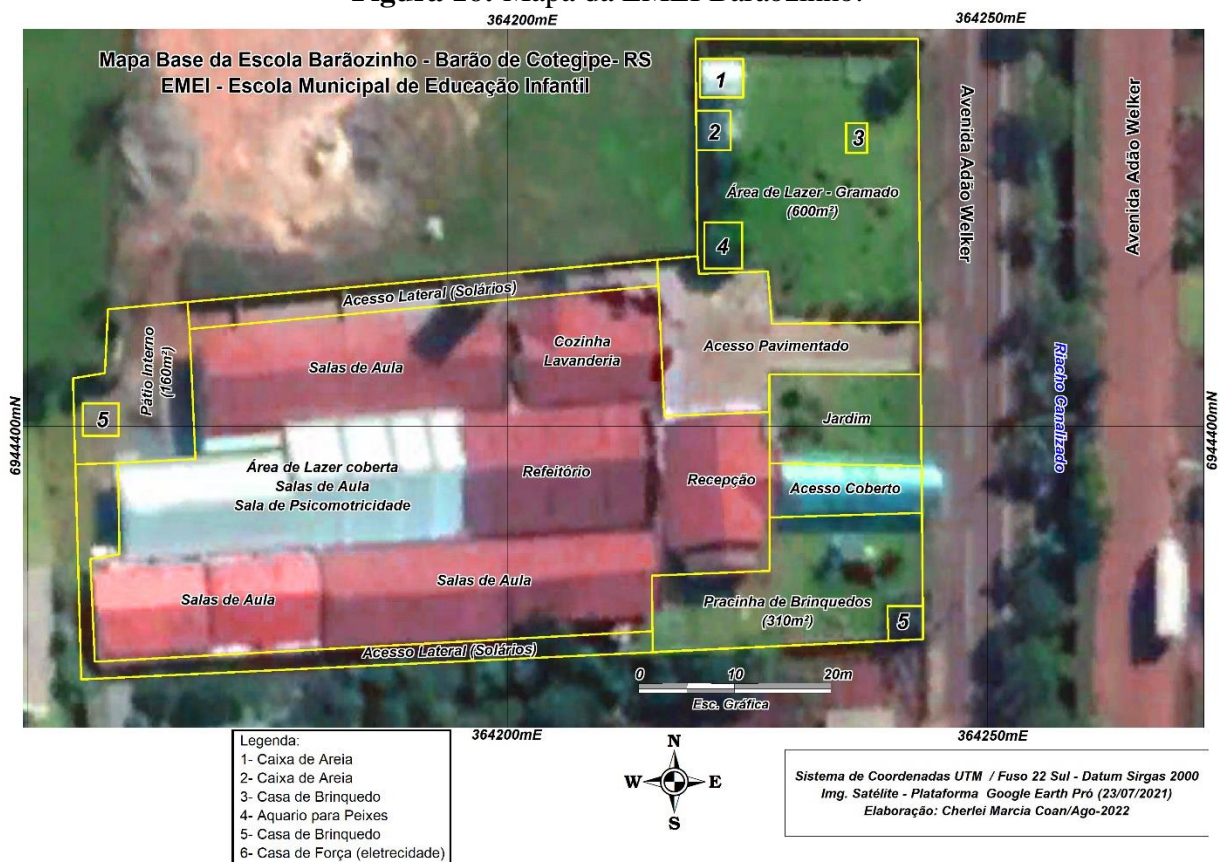 Figura 16: Mapa da EMEI Barãozinho.
364200mE
364250mE
Mapa Base da Escola Barãozinho - Barão de Cotegipe- RS
EMEI - Escola Municipal de Educação Infantil
1
2
3
Área de Lazer - Gramado
(600m²)
4
Avenida Adão Welker
Avenida Adão Welker
Acesso Lateral (Solários)
Pátio Interno
(160m²)
Salas de Aula
Cozinha
Lavanderia
Acesso Pavimentado
Riacho Canalizado
5
Jardim
6944400mN
6944400mN
Área de Lazer coberta
Salas de Aula
Sala de Psicomotricidade
Refeitório
Recepção
Acesso Coberto
Salas de Aula
Salas de Aula
Pracinha de Brinquedos
(310m²)
5
Acesso Lateral (Solários)
0 10 20m
Esc. Gráfica
364200mE
364250mE
Legenda:
1- Caixa de Areia
2- Caixa de Areia
3- Casa de Brinquedo
4- Aquario para Peixes
5- Casa de Brinquedo
6- Casa de Força (eletrecidade)
N
W E
S
Sistema de Coordenadas UTM / Fuso 22 Sul - Datum Sirgas 2000
Img. Satélite - Plataforma Google Earth Pró (23/07/2021)
Elaboração: Cherlei Marcia Coan/Ago-2022